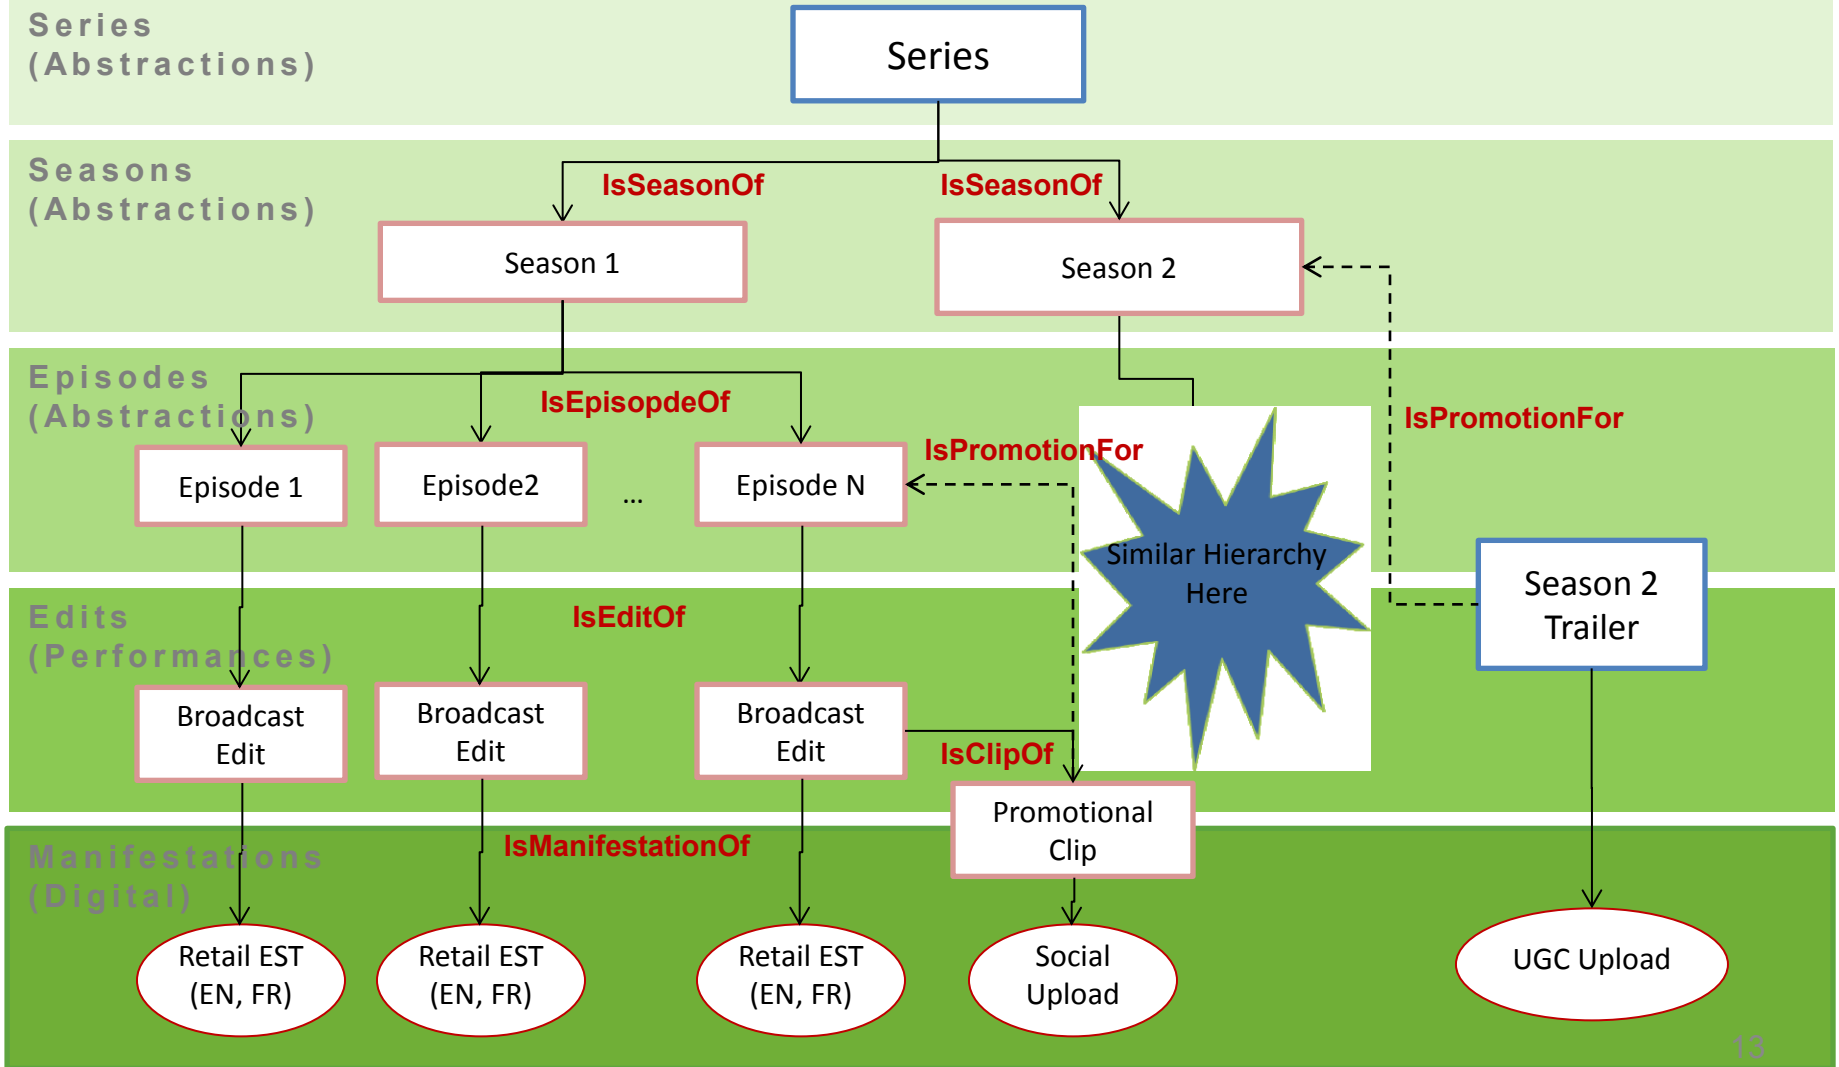 Series
(Abstractions)
Series
Seasons
(Abstractions)
IsSeasonOf
IsSeasonOf
Season 1
Season 2
Episodes
(Abstractions)
IsEpisopdeOf
IsPromotionFor
IsPromotionFor
Episode 1
Episode2
...
Episode N
Similar Hierarchy
Here
Season 2
Trailer
Edits
(Performances)
IsEditOf
Broadcast
Edit
Broadcast
Edit
Broadcast
Edit
IsClipOf
Promotional
Clip
Manifestations
(Digital)
IsManifestationOf
Retail EST
(EN, FR)
Retail EST
(EN, FR)
Retail EST
(EN, FR)
Social
Upload
UGC Upload
13